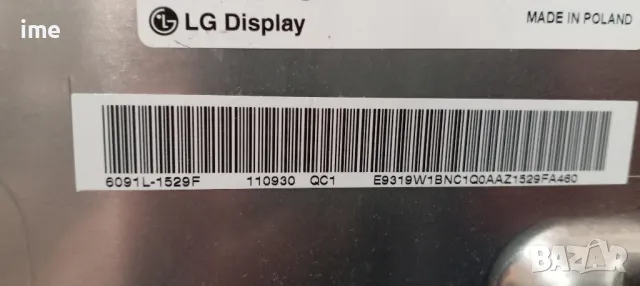 ime
LG Display
MADE IN POLAND
6091L-1529F 110930 QC1 E9319W1BNC1Q0AAZ1529FA460
BAZAR